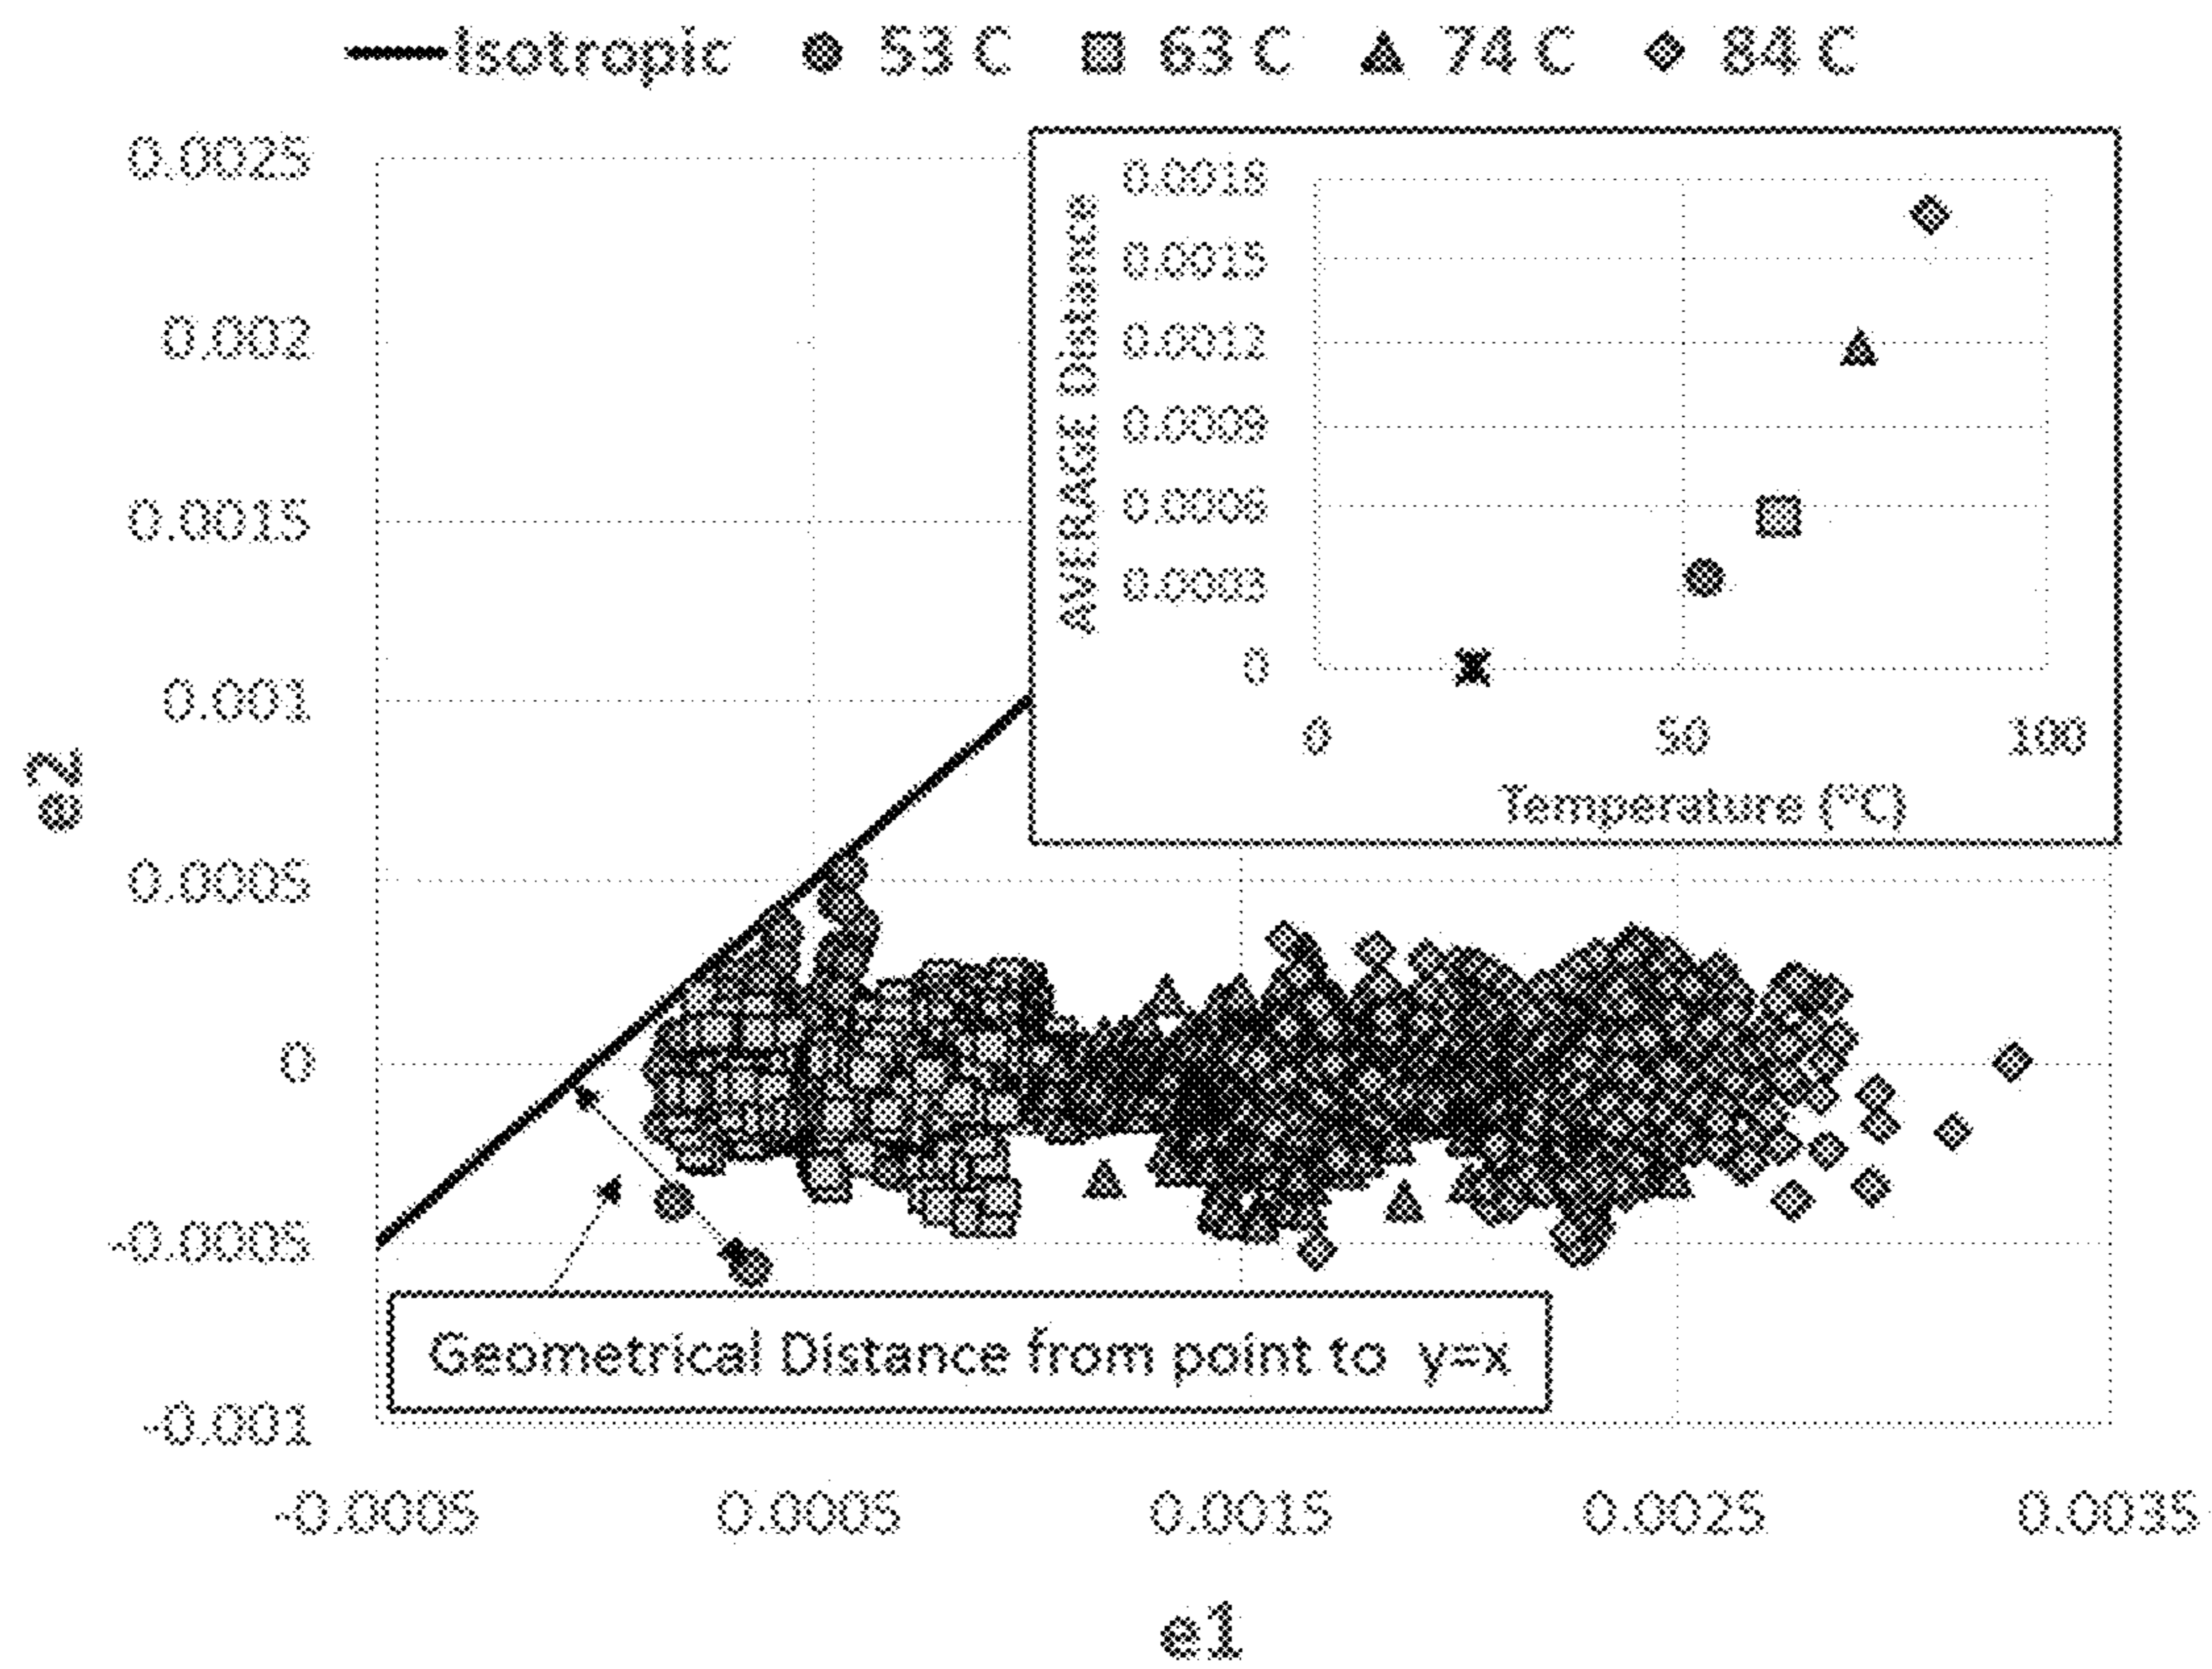 Isotropic 53 C 63 C 74 C 84 C
0.0025
0.002
0.0015
0.001
0.0005
0
-0.0005
-0.001
e2
AVERAGE Distance
0.0018
0.0015
0.0012
0.0009
0.0006
0.0003
0
0 50 100
Temperature (°C)
Geometrical Distance from point to y=x
-0.0005 0.0005 0.0015 0.0025 0.0035
e1